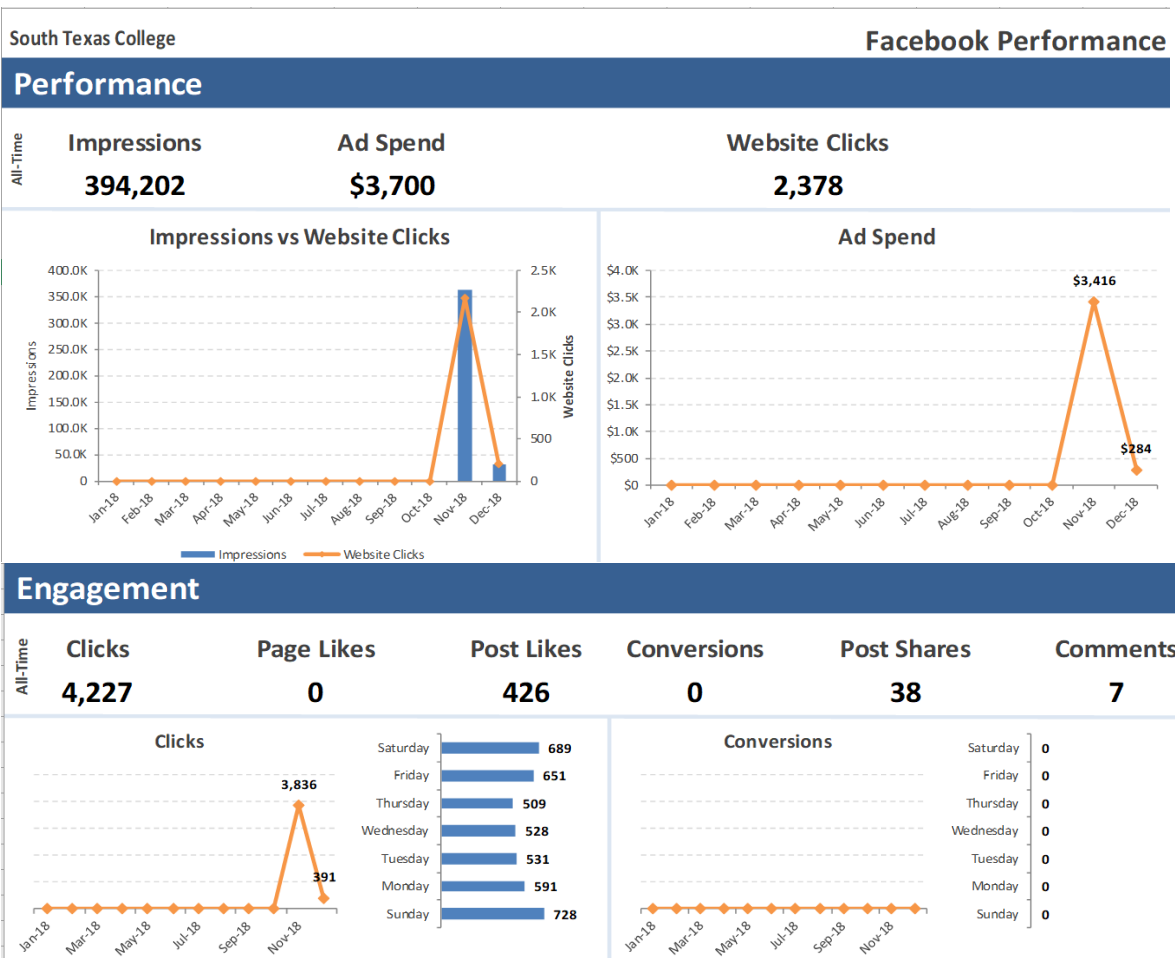 South Texas College
Facebook Performance
Performance
All-Time
Impressions
Ad Spend
Website Clicks
394,202
$3,700
2,378
Impressions vs Website Clicks
400.0K
350.0K
300.0K
250.0K
200.0K
150.0K
100.0K
50.0K
0
Impressions
2.5K
2.0K
1.5K
1.0K
500
0
Website Clicks
Jan-18
Feb-18
Mar-18
Apr-18
May-18
Jun-18
Jul-18
Aug-18
Sep-18
Oct-18
Nov-18
Dec-18
Impressions
Website Clicks
Ad Spend
$4.0K
$3.5K
$3.0K
$2.5K
$2.0K
$1.5K
$1.0K
$500
$0
$3,416
$284
Jan-18
Feb-18
Mar-18
Apr-18
May-18
Jun-18
Jul-18
Aug-18
Sep-18
Oct-18
Nov-18
Dec-18
Engagement
All-Time
Clicks
Page Likes
Post Likes
Conversions
Post Shares
Comments
4,227
0
426
0
38
7
Clicks
3,836
391
Jan-18
Mar-18
May-18
Jul-18
Sep-18
Nov-18
Saturday 689
Friday 651
Thursday 509
Wednesday 528
Tuesday 531
Monday 591
Sunday 728
Conversions
Jan-18
Mar-18
May-18
Jul-18
Sep-18
Nov-18
Saturday 0
Friday 0
Thursday 0
Wednesday 0
Tuesday 0
Monday 0
Sunday 0